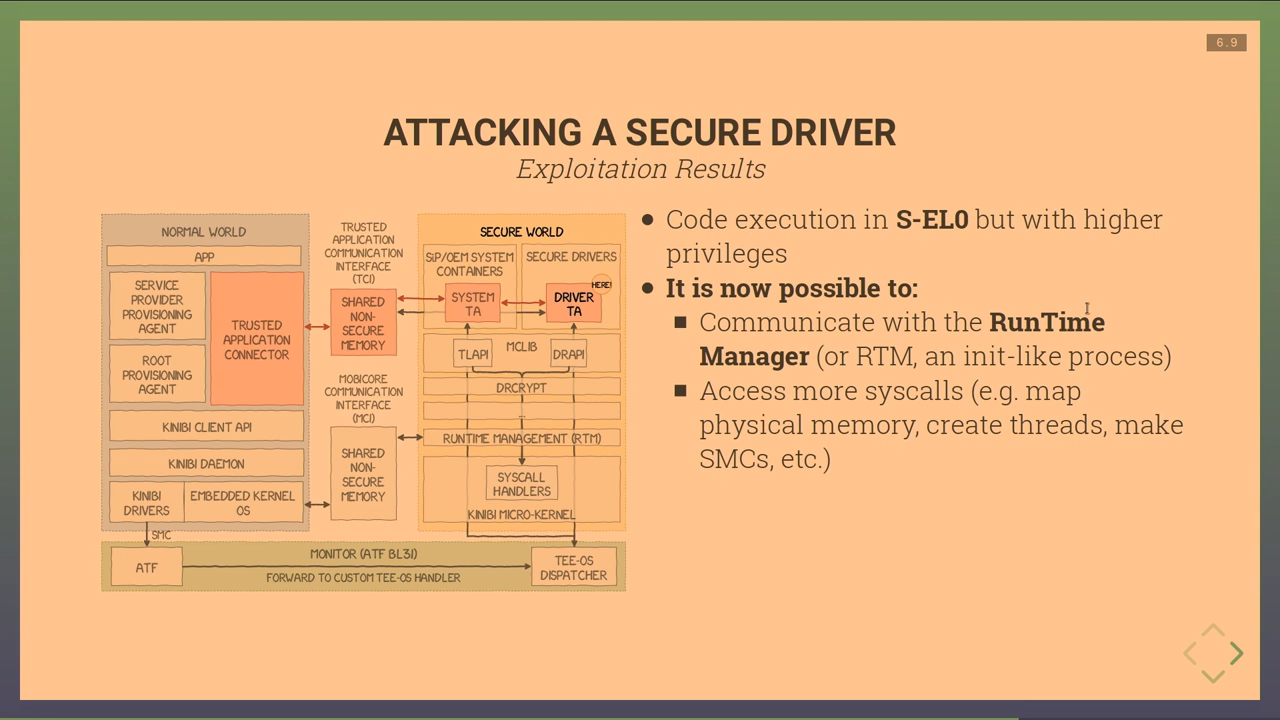 6.9
ATTACKING A SECURE DRIVER
Exploitation Results
NORMAL WORLD
APP
SERVICE
PROVIDER
PROVISIONING
AGENT
ROOT
PROVISIONING
AGENT
TRUSTED
APPLICATION
CONNECTOR
KINIBI CLIENT API
KINIBI DAEMON
KINIBI
DRIVERS
EMBEDDED KERNEL
OS
SMC
TRUSTED
APPLICATION
COMMUNICATION
INTERFACE
(TCI)
SHARED
NON-
SECURE
MEMORY
MOBICORE
COMMUNICATION
INTERFACE
(MCI)
SHARED
NON-
SECURE
MEMORY
SECURE WORLD
SiP/OEM SYSTEM
CONTAINERS
SECURE DRIVERS
SYSTEM
TA
HERE!
DRIVER
TA
TLAPI
MCLIB
DRAPI
DRCRYPT
...
RUNTIME MANAGEMENT (RTM)
SYSCALL
HANDLERS
KINIBI MICRO-KERNEL
MONITOR (ATF BL31)
ATF
FORWARD TO CUSTOM TEE-OS HANDLER
TEE-OS
DISPATCHER
● Code execution in S-EL0 but with higher
privileges
● It is now possible to:
■ Communicate with the RunTime
Manager (or RTM, an init-like process)
■ Access more syscalls (e.g. map
physical memory, create threads, make
SMCs, etc.)